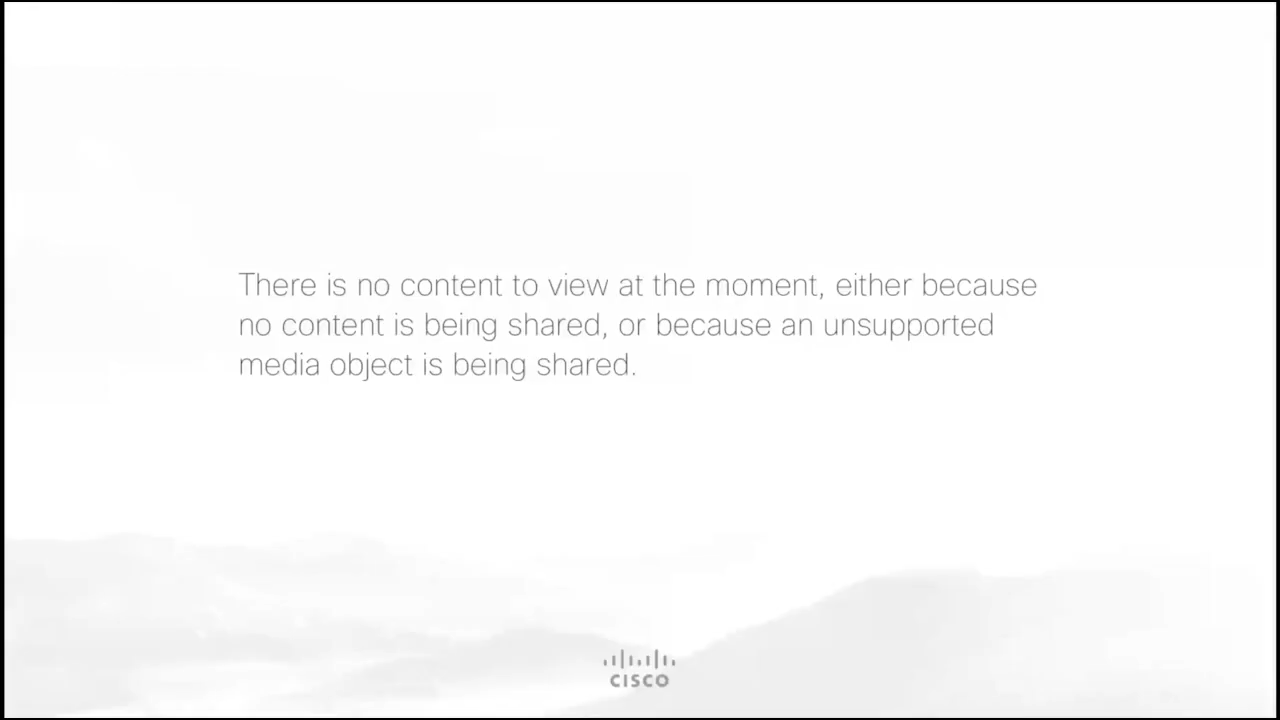 There is no content to view at the moment, either because
no content is being shared, or because an unsupported
media object is being shared.
CISCO